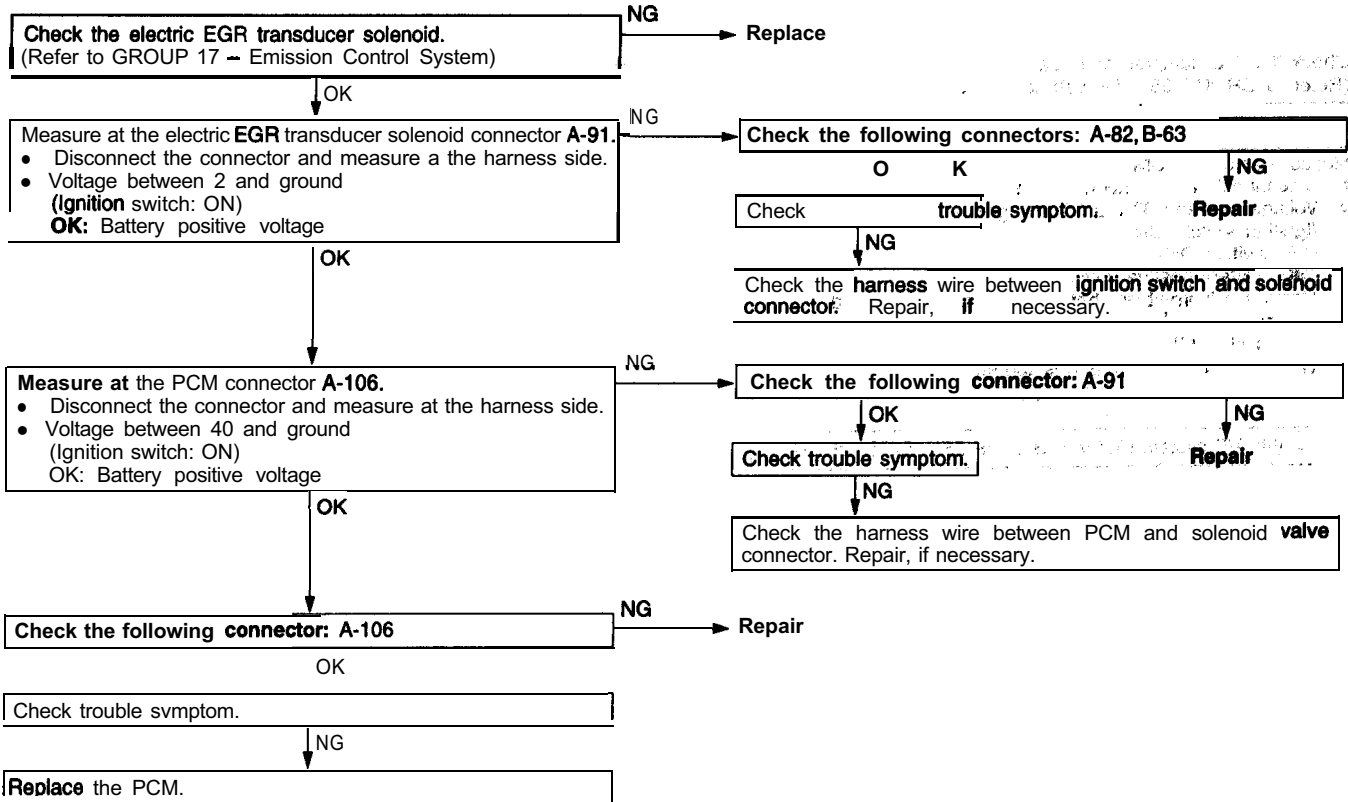 NG
Check the electric EGR transducer solenoid.
(Refer to GROUP 17 – Emission Control System)
Replace
OK
NG
Measure at the electric EGR transducer solenoid connector A-91.
● Disconnect the connector and measure a the harness side.
● Voltage between 2 and ground
(Ignition switch: ON)
OK: Battery positive voltage
Check the following connectors: A-82, B-63
O K
NG
Check trouble symptom.
Repair
NG
Check the harness wire between ignition switch and solenoid
connector. Repair, if necessary.
OK
NG
Measure at the PCM connector A-106.
● Disconnect the connector and measure at the harness side.
● Voltage between 40 and ground
(Ignition switch: ON)
OK: Battery positive voltage
Check the following connector: A-91
OK
NG
Check trouble symptom.
Repair
NG
Check the harness wire between PCM and solenoid valve
connector. Repair, if necessary.
OK
NG
Check the following connector: A-106
Repair
OK
Check trouble svmptom.
NG
Replace the PCM.